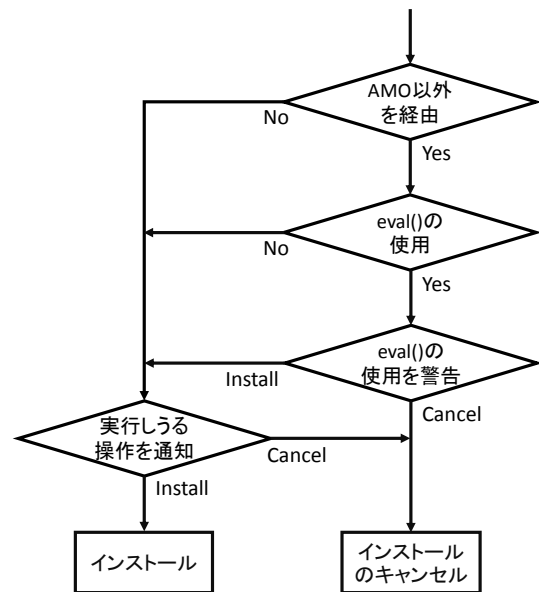 AMO以外
を経由
No
Yes
eval()の
使用
No
Yes
eval()の
使用を警告
Install
Cancel
実行しうる
操作を通知
Cancel
Install
インストール
インストール
のキャンセル